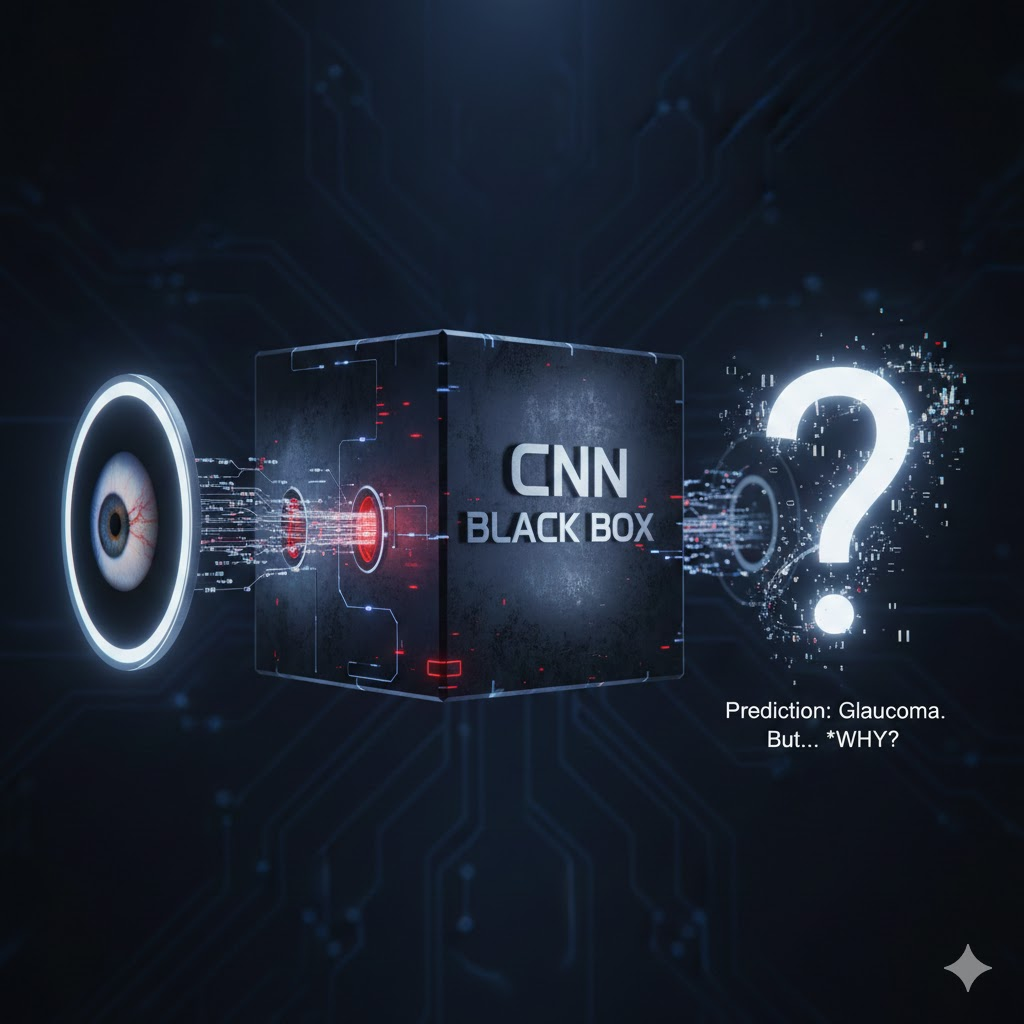 CNN
BLACK BOX
Prediction: Glaucoma.
But... *WHY?